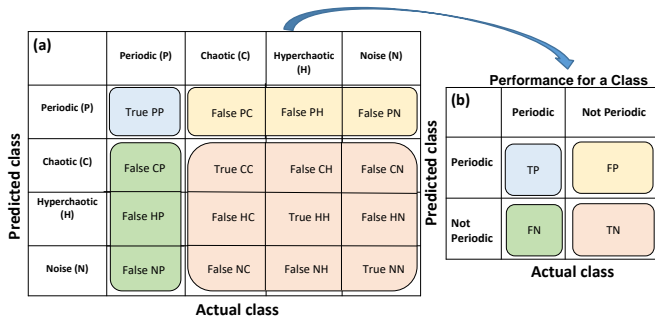 (a)
Periodic (P)
Chaotic (C)
Hyperchaotic
(H)
Noise (N)
Periodic (P)
True PP
False PC
False PH
False PN
Chaotic (C)
False CP
True CC
False CH
False CN
Hyperchaotic
(H)
False HP
False HC
True HH
False HN
Noise (N)
False NP
False NC
False NH
True NN
Predicted class
Actual class
Performance for a Class
(b)
Periodic
Not Periodic
Periodic
TP
FP
Not
Periodic
FN
TN
Predicted class
Actual class